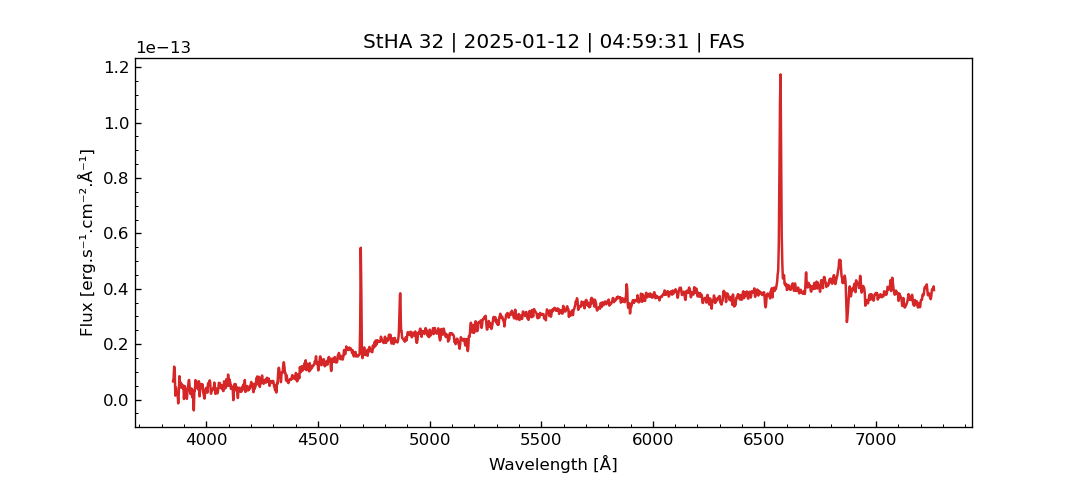 StHA 32 | 2025-01-12 | 04:59:31 | FAS
1e−13
1.2
1.0
0.8
0.6
0.4
0.2
0.0
Flux [erg.s⁻¹.cm⁻².Å⁻¹]
4000 4500 5000 5500 6000 6500 7000
Wavelength [Å]